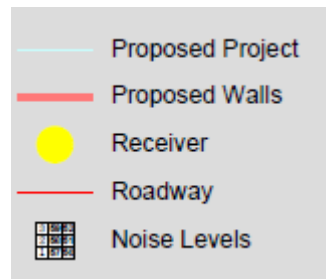 Proposed Project
Proposed Walls
Receiver
Roadway
Noise Levels